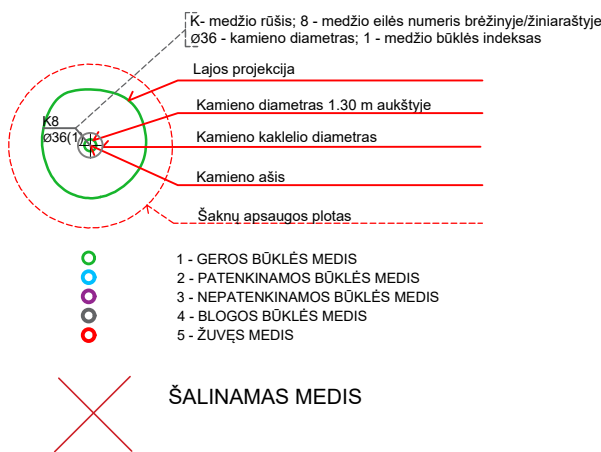 K- medžio rūšis; 8 - medžio eilės numeris brėžinyje/žiniaraštyje
Ø36 - kamieno diametras; 1 - medžio būklės indeksas
Lajos projekcija
Kamieno diametras 1.30 m aukštyje
K8
Ø36(1)
Kamieno kaklelio diametras
Kamieno ašis
Šaknų apsaugos plotas
1 - GEROS BŪKLĖS MEDIS
2 - PATENKINAMOS BŪKLĖS MEDIS
3 - NEPATENKINAMOS BŪKLĖS MEDIS
4 - BLOGOS BŪKLĖS MEDIS
5 - ŽUVĘS MEDIS
ŠALINAMAS MEDIS